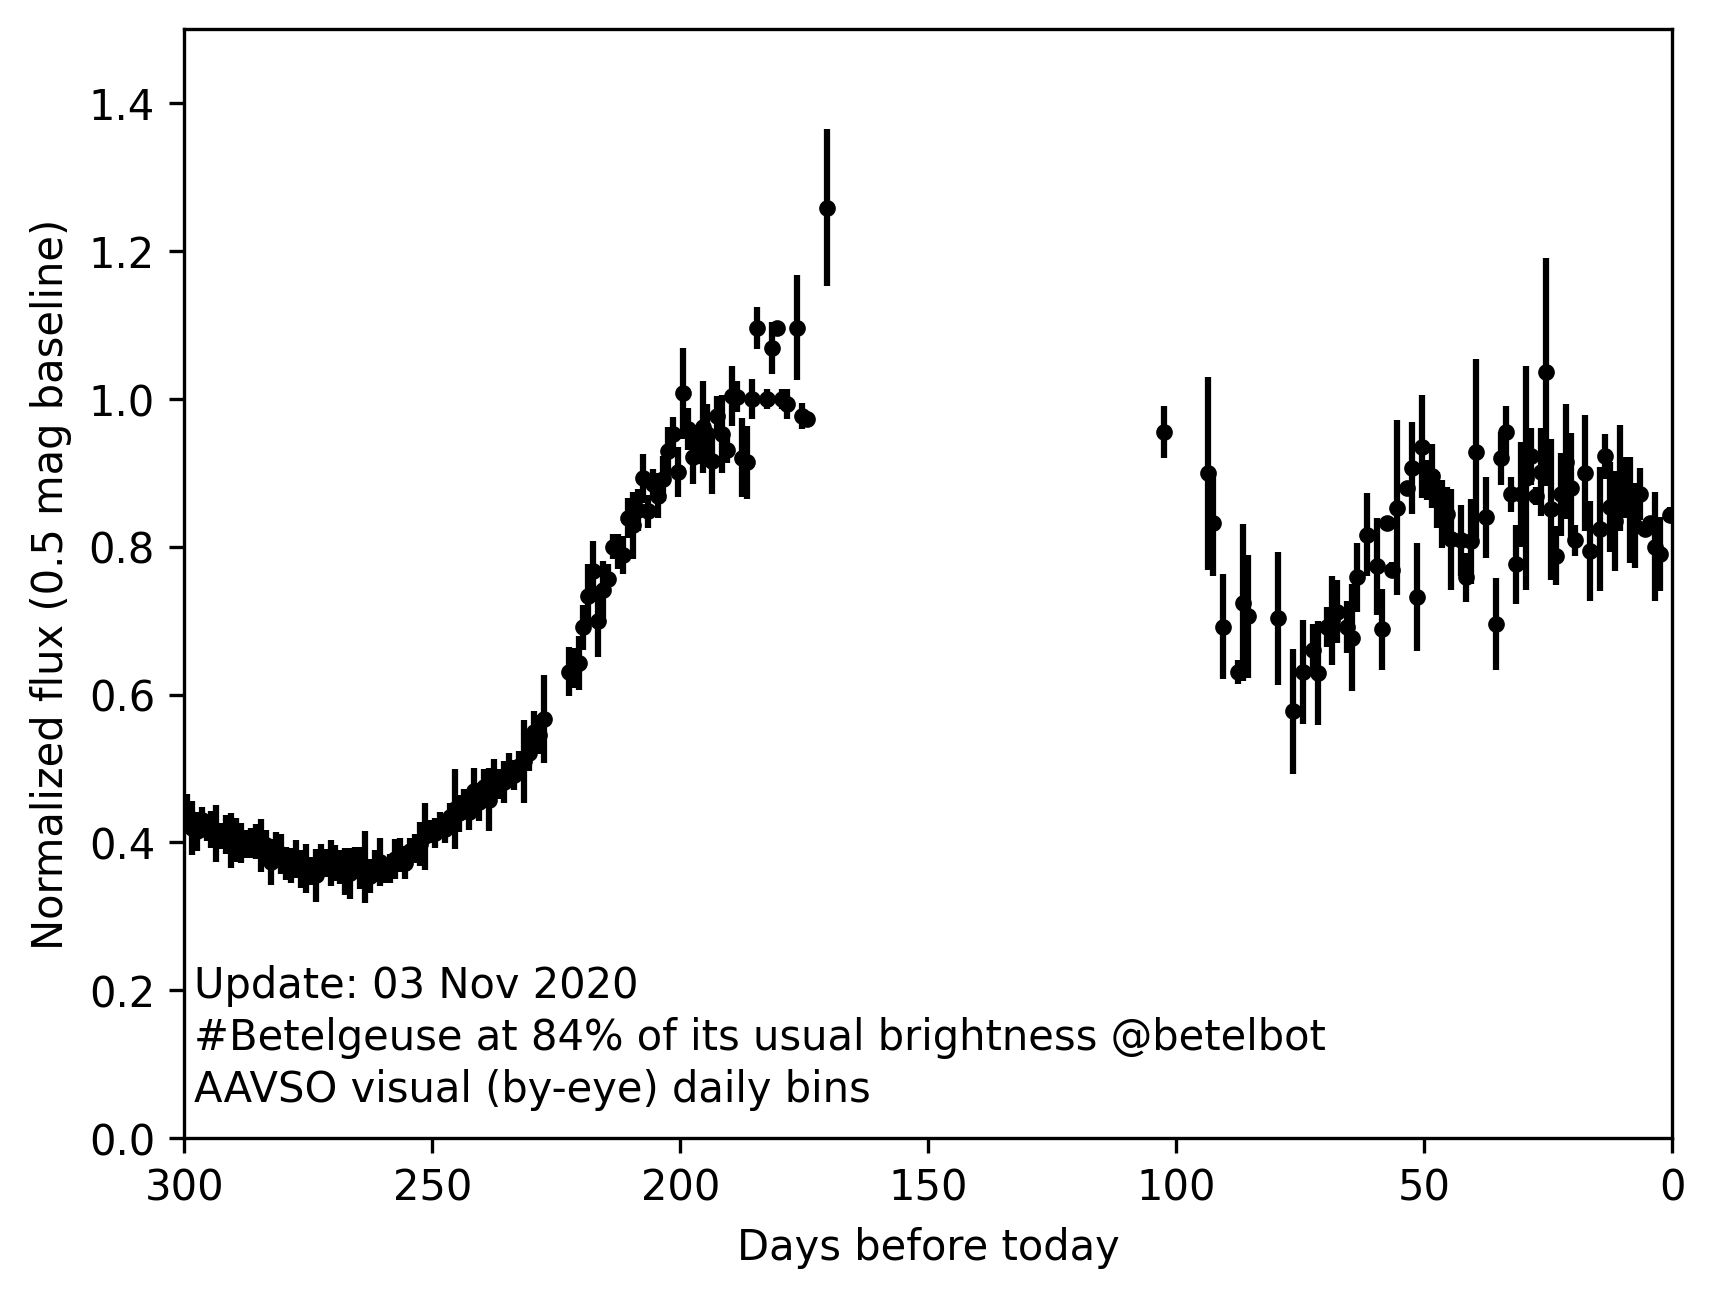 1.4
1.2
1.0
0.8
0.6
0.4
0.2
0.0
Normalized flux (0.5 mag baseline)
Update: 03 Nov 2020
#Betelgeuse at 84% of its usual brightness @betelbot
AAVSO visual (by-eye) daily bins
300 250 200 150 100 50 0
Days before today